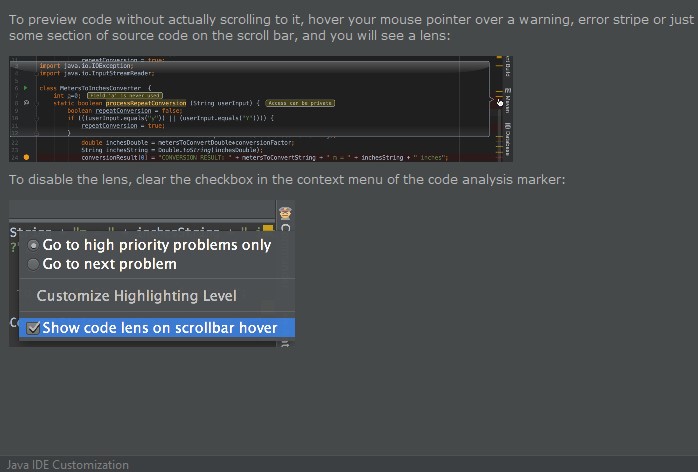 To preview code without actually scrolling to it, hover your mouse pointer over a warning, error stripe or just
some section of source code on the scroll bar, and you will see a lens:
repeatConversion = true;
import java.io.IOException;
import java.io.InputStreamReader;
class MetersToInchesConverter {
int a=0; Field 'a' is never used
static boolean processRepeatConversion (String userInput) { Access can be private
boolean repeatConversion = false;
if ((userInput.equals("y")) || (userInput.equals("Y"))) {
repeatConversion = true;
}
double inchesDouble = metersToConvertDouble*conversionFactor;
String inchesString = Double.toString(inchesDouble);
conversionResult[0] = "CONVERSION RESULT: " + metersToConvertString + " m = " + inchesString + " inches";
Maven
Database
To disable the lens, clear the checkbox in the context menu of the code analysis marker:
Go to high priority problems only
Go to next problem
Customize Highlighting Level
Show code lens on scrollbar hover
Java IDE Customization